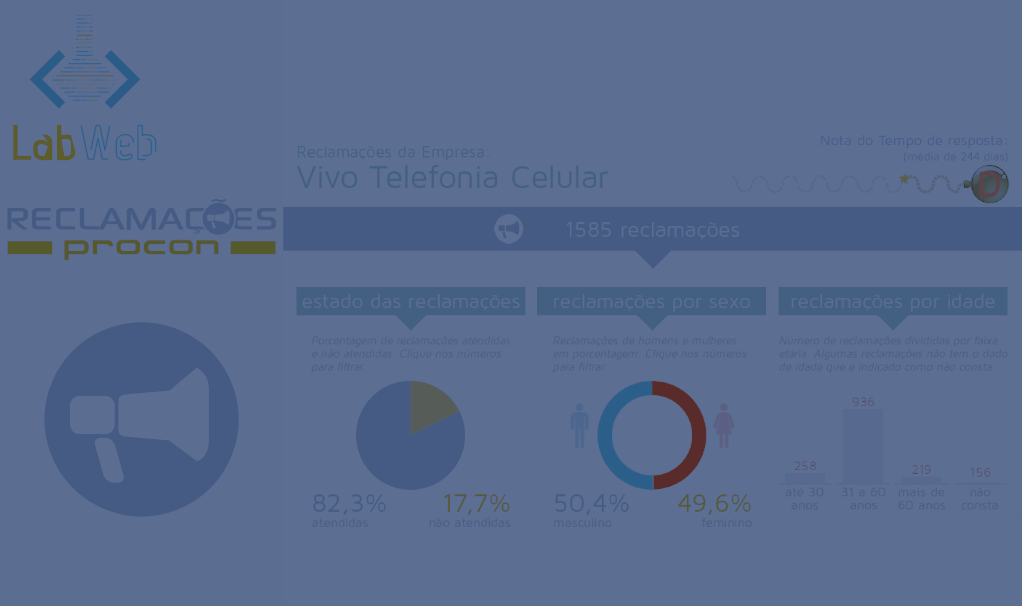 LabWeb
RECLAMAÇÕES
procon
Reclamações da Empresa:
Vivo Telefonia Celular
Nota do Tempo de resposta:
(média de 244 dias)
D
1585 reclamações
estado das reclamações
Porcentagem de reclamações atendidas
e não atendidas. Clique nos números
para filtrar.
82,3%
atendidas
17,7%
não atendidas
reclamações por sexo
Reclamações de homens e mulheres
em porcentagem. Clique nos números
para filtrar.
50,4%
masculino
49,6%
feminino
reclamações por idade
Número de reclamações divididas por faixa
etária. Algumas reclamações não tem o dado
de idade que é indicado como não consta.
258
936
219
156
até 30
anos
31 a 60
anos
mais de
60 anos
não
consta